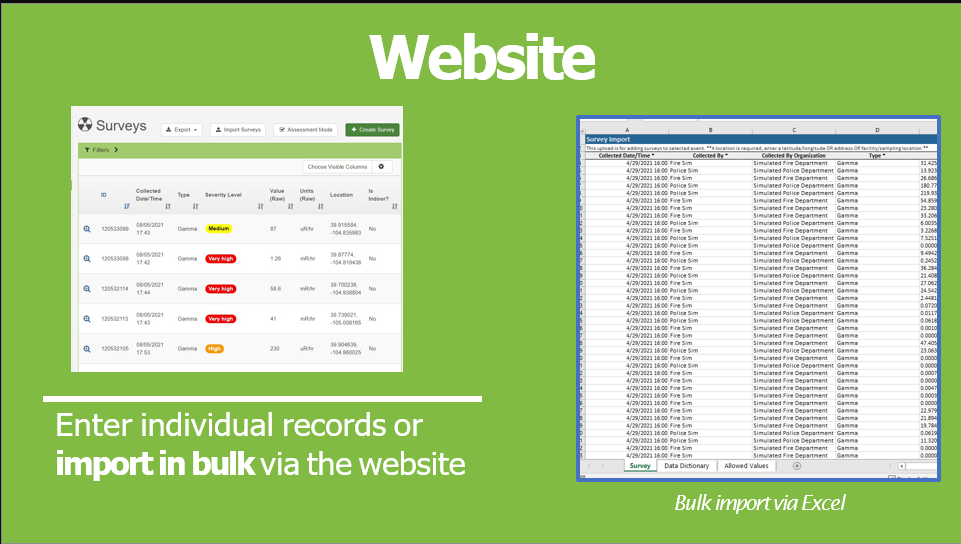 Website
Surveys
Export
Import Surveys
Assessment Mode
+ Create Survey
Filters
Choose Visible Columns
ID Collected Date/Time Type Severity Level Value (Raw) Units (Raw) Location Is Indoor?
120533099 08/05/2021 17:43 Gamma Medium 87 uR/hr 39.815584, -104.835983 No
120533098 08/05/2021 17:42 Gamma Very high 1.26 mR/hr 39.87774, -104.819438 No
120532114 08/05/2021 17:44 Gamma Very high 58.6 mR/hr 39.700238, -104.938804 No
120532113 08/05/2021 17:43 Gamma Very high 41 mR/hr 39.739021, -105.008165 No
120532105 08/05/2021 17:53 Gamma High 230 uR/hr 39.904639, -104.860025 No
Enter individual records or
import in bulk via the website
A B C D
Survey Import
This upload is for adding surveys to selected event. **A location is required, enter a latitude/longitude OR address OR facility/sampling location.**
Collected Date/Time * Collected By * Collected By Organization Type *
4/29/2021 16:00 Fire Sim Simulated Fire Department Gamma 31.425
4/29/2021 16:00 Police Sim Simulated Police Department Gamma 13.923
4/29/2021 16:00 Fire Sim Simulated Fire Department Gamma 26.686
4/29/2021 16:00 Police Sim Simulated Police Department Gamma 180.77
4/29/2021 16:00 Police Sim Simulated Police Department Gamma 219.93
4/29/2021 16:00 Fire Sim Simulated Fire Department Gamma 54.859
4/29/2021 16:00 Fire Sim Simulated Fire Department Gamma 23.280
4/29/2021 16:00 Fire Sim Simulated Fire Department Gamma 33.206
4/29/2021 16:00 Police Sim Simulated Police Department Gamma 6.0035
4/29/2021 16:00 Fire Sim Simulated Fire Department Gamma 3.2268
4/29/2021 16:00 Police Sim Simulated Police Department Gamma 7.5251
4/29/2021 16:00 Police Sim Simulated Police Department Gamma 0.0000
4/29/2021 16:00 Fire Sim Simulated Fire Department Gamma 9.4942
4/29/2021 16:00 Police Sim Simulated Police Department Gamma 0.2452
4/29/2021 16:00 Fire Sim Simulated Fire Department Gamma 36.284
4/29/2021 16:00 Police Sim Simulated Police Department Gamma 21.408
4/29/2021 16:00 Fire Sim Simulated Fire Department Gamma 27.062
4/29/2021 16:00 Police Sim Simulated Police Department Gamma 24.542
4/29/2021 16:00 Fire Sim Simulated Fire Department Gamma 2.4481
4/29/2021 16:00 Fire Sim Simulated Fire Department Gamma 0.0720
4/29/2021 16:00 Police Sim Simulated Police Department Gamma 0.0117
4/29/2021 16:00 Police Sim Simulated Police Department Gamma 0.0618
4/29/2021 16:00 Fire Sim Simulated Fire Department Gamma 0.0010
4/29/2021 16:00 Fire Sim Simulated Fire Department Gamma 0.0000
4/29/2021 16:00 Fire Sim Simulated Fire Department Gamma 47.405
4/29/2021 16:00 Police Sim Simulated Police Department Gamma 23.063
4/29/2021 16:00 Police Sim Simulated Police Department Gamma 0.0000
4/29/2021 16:00 Fire Sim Simulated Fire Department Gamma 0.0000
4/29/2021 16:00 Fire Sim Simulated Fire Department Gamma 0.0007
4/29/2021 16:00 Fire Sim Simulated Fire Department Gamma 0.0000
4/29/2021 16:00 Fire Sim Simulated Fire Department Gamma 0.0047
4/29/2021 16:00 Fire Sim Simulated Fire Department Gamma 0.0003
4/29/2021 16:00 Fire Sim Simulated Fire Department Gamma 0.0000
4/29/2021 16:00 Fire Sim Simulated Fire Department Gamma 22.979
4/29/2021 16:00 Fire Sim Simulated Fire Department Gamma 21.894
4/29/2021 16:00 Fire Sim Simulated Fire Department Gamma 19.784
4/29/2021 16:00 Police Sim Simulated Police Department Gamma 0.0619
4/29/2021 16:00 Police Sim Simulated Police Department Gamma 11.320
4/29/2021 16:00 Fire Sim Simulated Fire Department Gamma 0.0000
4/29/2021 16:00 Fire Sim Simulated Fire Department Gamma 0.0000
Survey Data Dictionary Allowed Values
Bulk import via Excel